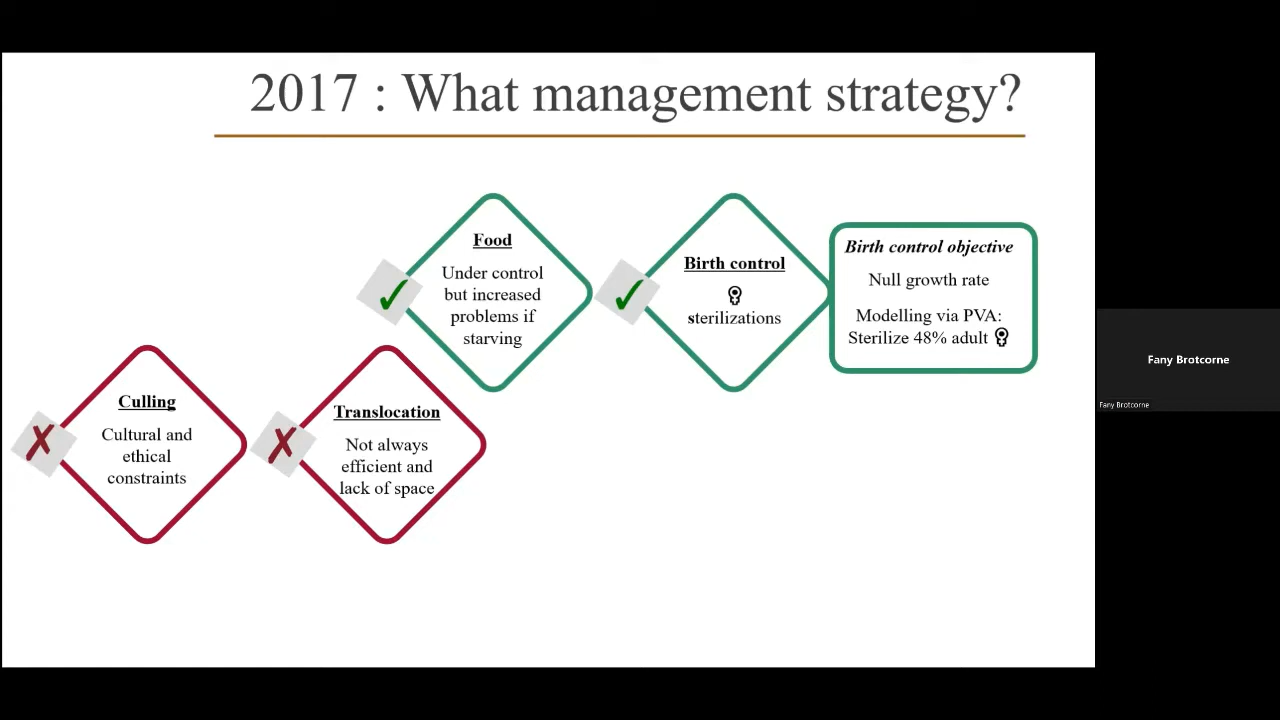 2017 : What management strategy?
Food
Under control
but increased
problems if
starving
Birth control
sterilizations
Birth control objective
Null growth rate
Modelling via PVA:
Sterilize 48% adult
Culling
Cultural and
ethical
constraints
Translocation
Not always
efficient and
lack of space
Fany Brotcorne
Fany Brotcorne